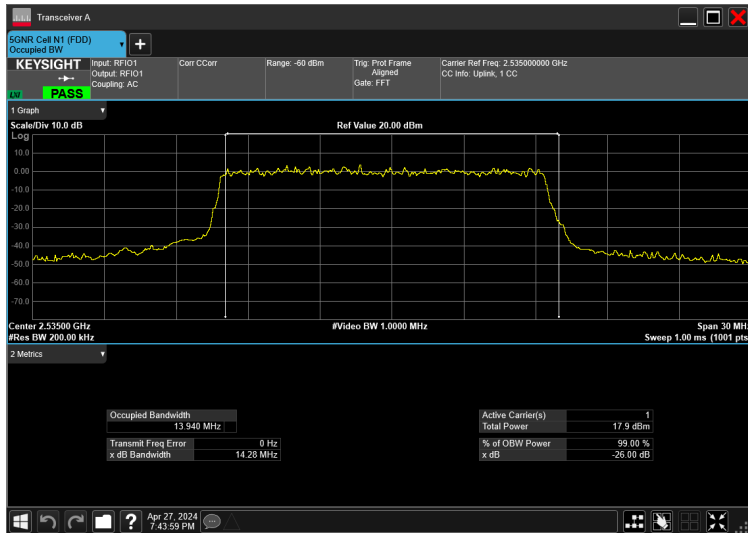 Transceiver A
5GNR Cell N1 (FDD)
Occupied BW
KEYSIGHT
LXI
PASS
Input: RFIO1
Output: RFIO1
Coupling: AC
Corr CCorr
Range: -60 dBm
Trig: Prot Frame
Aligned
Gate: FFT
Carrier Ref Freq: 2.535000000 GHz
CC Info: Uplink, 1 CC
1 Graph
Scale/Div 10.0 dB
Ref Value 20.00 dBm
Log
10.0
0.00
-10.0
-20.0
-30.0
-40.0
-50.0
-60.0
-70.0
Center 2.53500 GHz
#Video BW 1.0000 MHz
Span 30 MH
#Res BW 200.00 kHz
Sweep 1.00 ms (1001 pts
2 Metrics
Occupied Bandwidth
13.940 MHz
Transmit Freq Error 0 Hz
x dB Bandwidth 14.28 MHz
Active Carrier(s) 1
Total Power 17.9 dBm
% of OBW Power 99.00 %
x dB -26.00 dB
?
Apr 27, 2024
7:43:59 PM